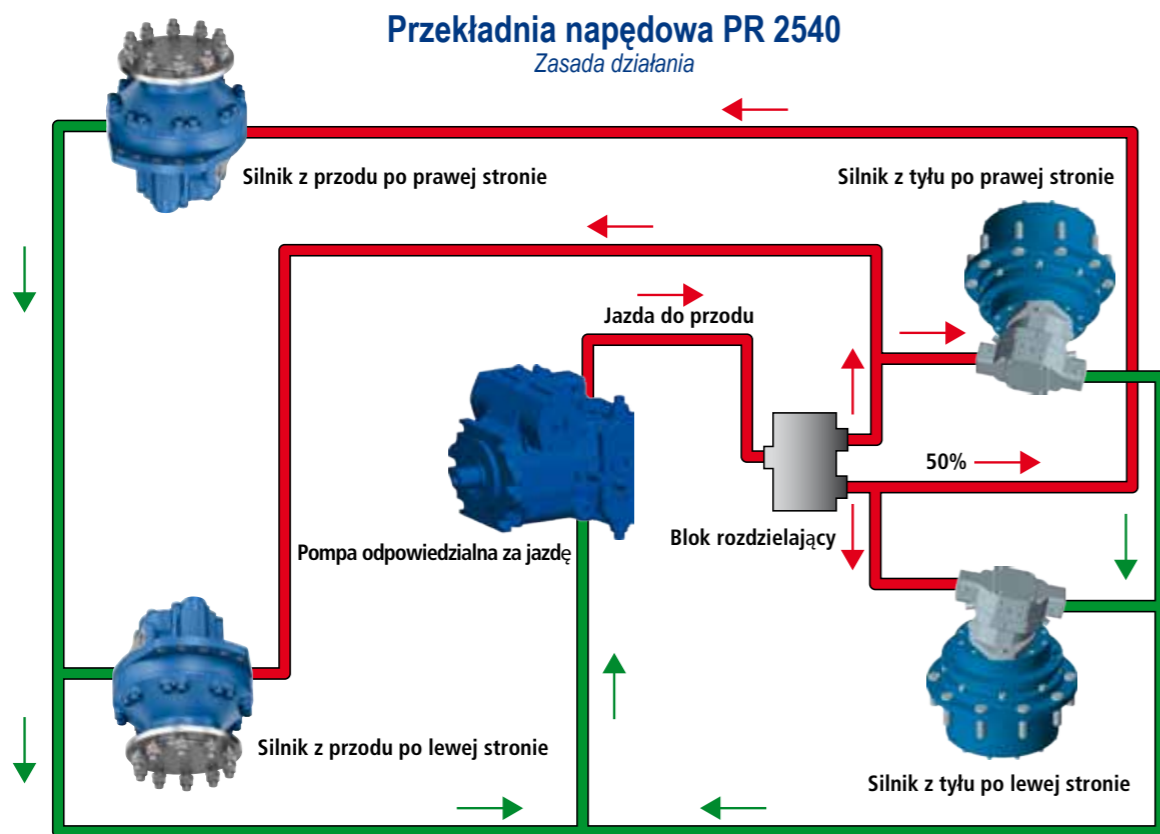 Przekładnia napędowa PR 2540
Zasada działania
Silnik z przodu po prawej stronie
Silnik z tyłu po prawej stronie
Jazda do przodu
50%
Blok rozdzielający
Pompa odpowiedzialna za jazdę
Silnik z przodu po lewej stronie
Silnik z tyłu po lewej stronie